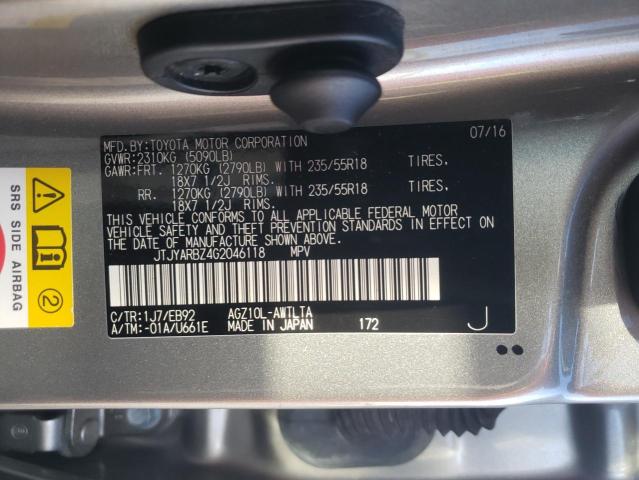 MFD.BY:TOYOTA MOTOR CORPORATION 07/16
GVWR:2310KG (5090LB)
GAWR:FRT. 1270KG (2790LB) WITH 235/55R18 TIRES.
18X7 1/2J RIMS.
RR. 1270KG (2790LB) WITH 235/55R18 TIRES.
18X7 1/2J RIMS.
THIS VEHICLE CONFORMS TO ALL APPLICABLE FEDERAL MOTOR
VEHICLE SAFETY AND THEFT PREVENTION STANDARDS IN EFFECT ON
THE DATE OF MANUFACTURE SHOWN ABOVE.
JTJYARBZ4G2046118 MPV
C/TR:1J7/EB92 AGZ10L-AWTLTA
A/TM:-01A/U661E MADE IN JAPAN 172 J
SRS SIDE AIRBAG
2